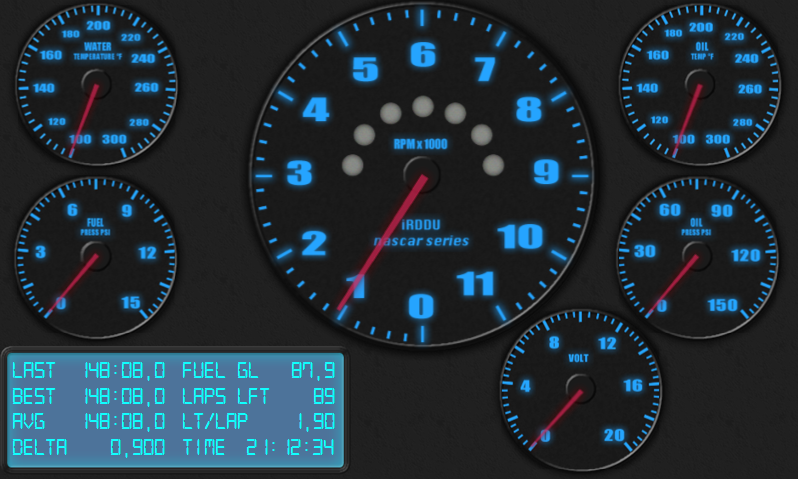 200
180 220
160 WATER 240
TEMPERATURE °F
140 260
120 280
100 300
6
5 7
4 8
RPM x 1000
3 9
iRDDU
nascar series
2 10
1 11
0
200
180 220
160 OIL 240
TEMP °F
140 260
120 280
100 300
6 9
FUEL
PRESS PSI
3 12
0 15
60 90
OIL
PRESS PSI
30 120
0 150
8 12
VOLT
4 16
0 20
LAST 148:08,0 FUEL GL 87,9
BEST 148:08,0 LAPS LFT 89
AVG 148:08,0 LT/LAP 1,90
DELTA 0,900 TIME 21:12:34